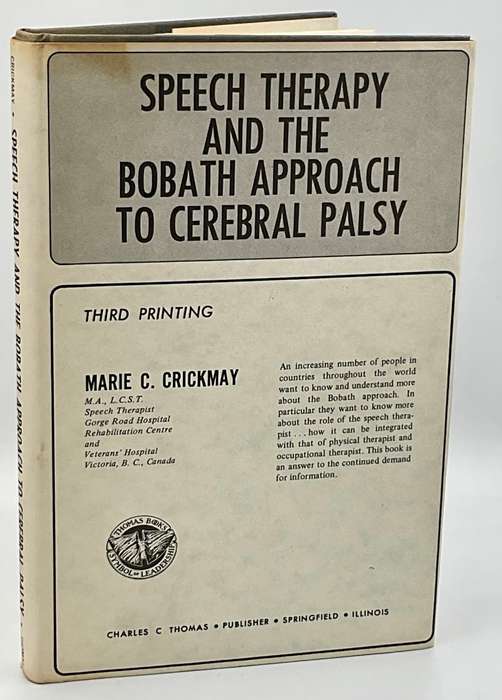 SPEECH THERAPY
AND THE
BOBATH APPROACH
TO CEREBRAL PALSY
THIRD PRINTING
MARIE C. CRICKMAY
M.A., L.C.S.T.
Speech Therapist
Gorge Road Hospital
Rehabilitation Centre
and
Veterans' Hospital
Victoria, B. C., Canada
An increasing number of people in
countries throughout the world
want to know and understand more
about the Bobath approach. In
particular they want to know more
about the role of the speech thera-
pist . . . how it can be integrated
with that of physical therapist and
occupational therapist. This book is
an answer to the continued demand
for information.
THOMAS BOOKS
SYMBOL OF LEADERSHIP
CHARLES C THOMAS • PUBLISHER • SPRINGFIELD • ILLINOIS
CRICKMAY • SPEECH THERAPY AND THE BOBATH APPROACH TO CEREBRAL PALSY